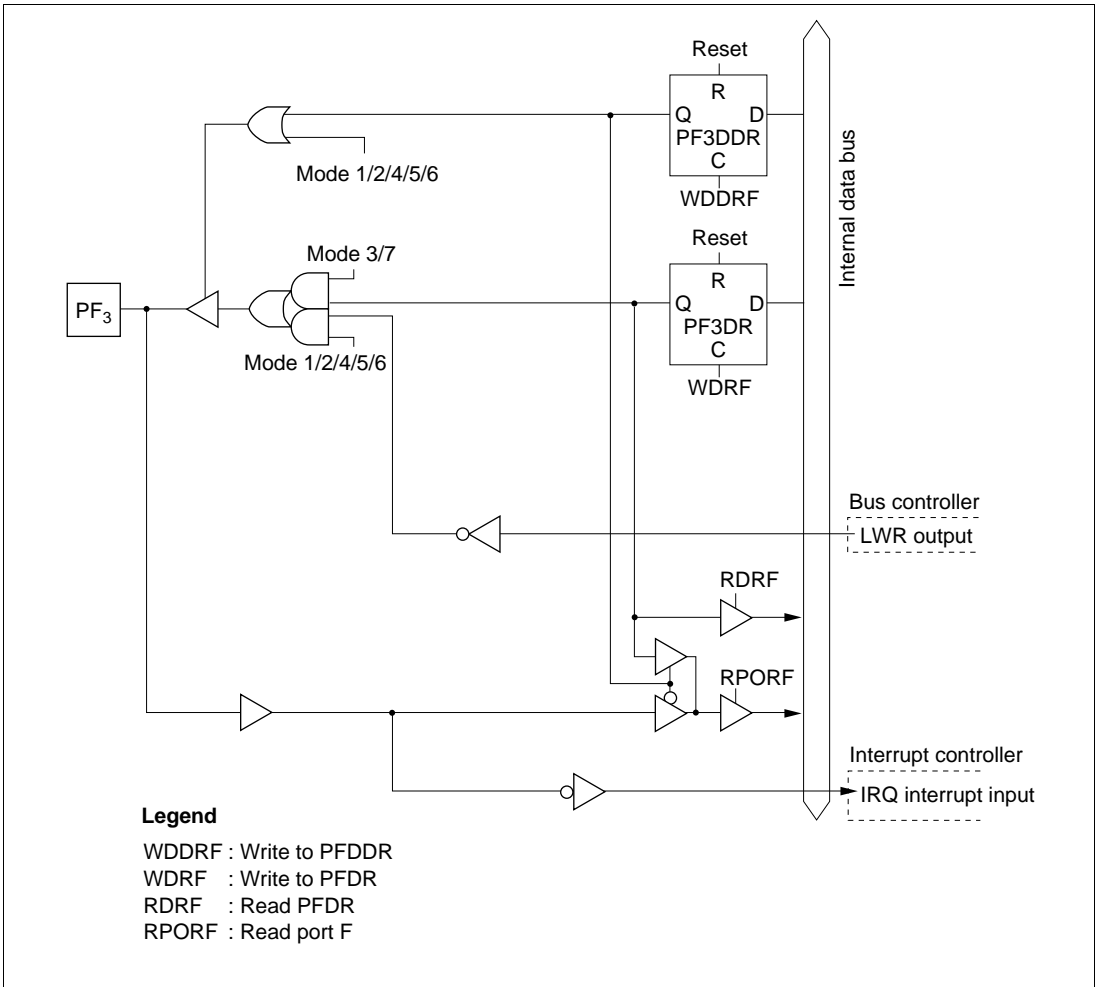 Reset
R
Q D
PF3DDR
C
WDDRF
Mode 1/2/4/5/6
Internal data bus
Reset
R
Mode 3/7
Q D
PF3DR
C
WDRF
PF3
Mode 1/2/4/5/6
Bus controller
LWR output
RDRF
RPORF
Interrupt controller
IRQ interrupt input
Legend
WDDRF : Write to PFDDR
WDRF : Write to PFDR
RDRF : Read PFDR
RPORF : Read port F